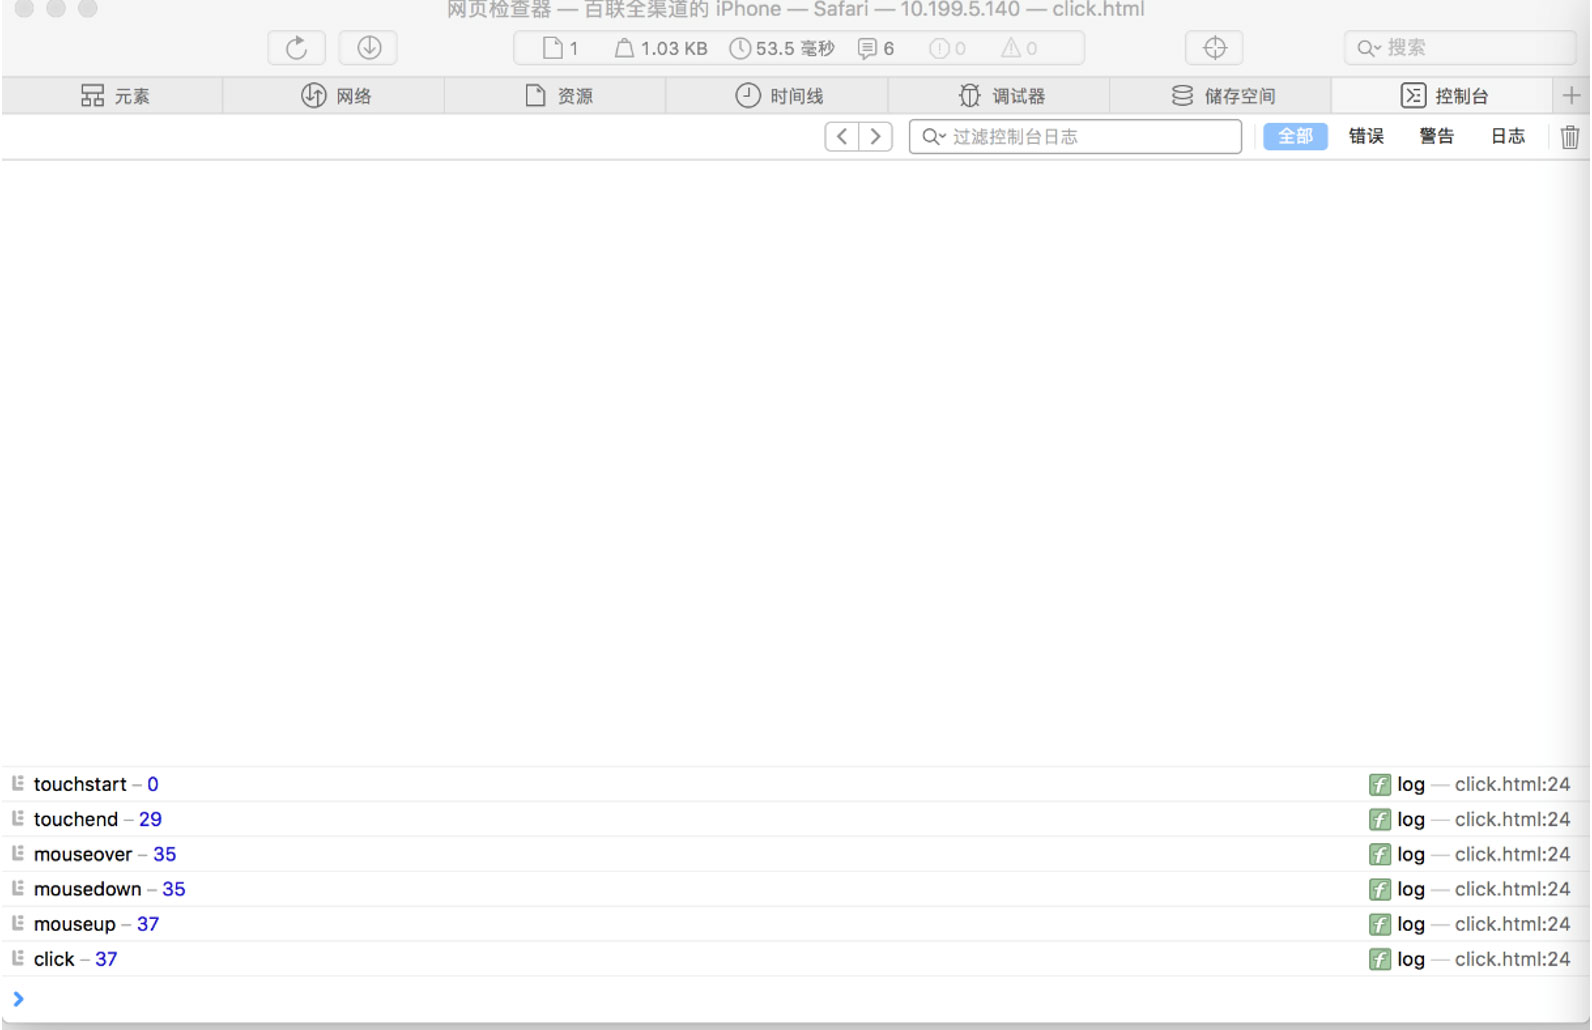 网页检查器 — 百联全渠道的 iPhone — Safari — 10.199.5.140 — click.html
1 1.03 KB 53.5 毫秒 6 0 0 搜索
元素 网络 资源 时间线 调试器 储存空间 控制台
过滤控制台日志 全部 错误 警告 日志
touchstart – 0 f log — click.html:24
touchend – 29 f log — click.html:24
mouseover – 35 f log — click.html:24
mousedown – 35 f log — click.html:24
mouseup – 37 f log — click.html:24
click – 37 f log — click.html:24